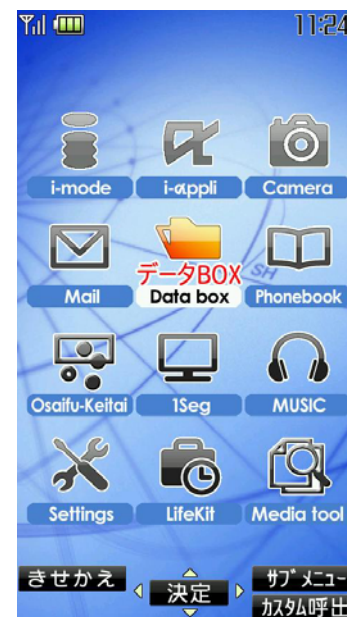 11:24
i-mode
i-αppli
Camera
データBOX
Mail
Data box
Phonebook
SH
Osaifu-Keitai
1Seg
MUSIC
Settings
LifeKit
Media tool
きせかえ
決定
サブメニュー
カスタム呼出